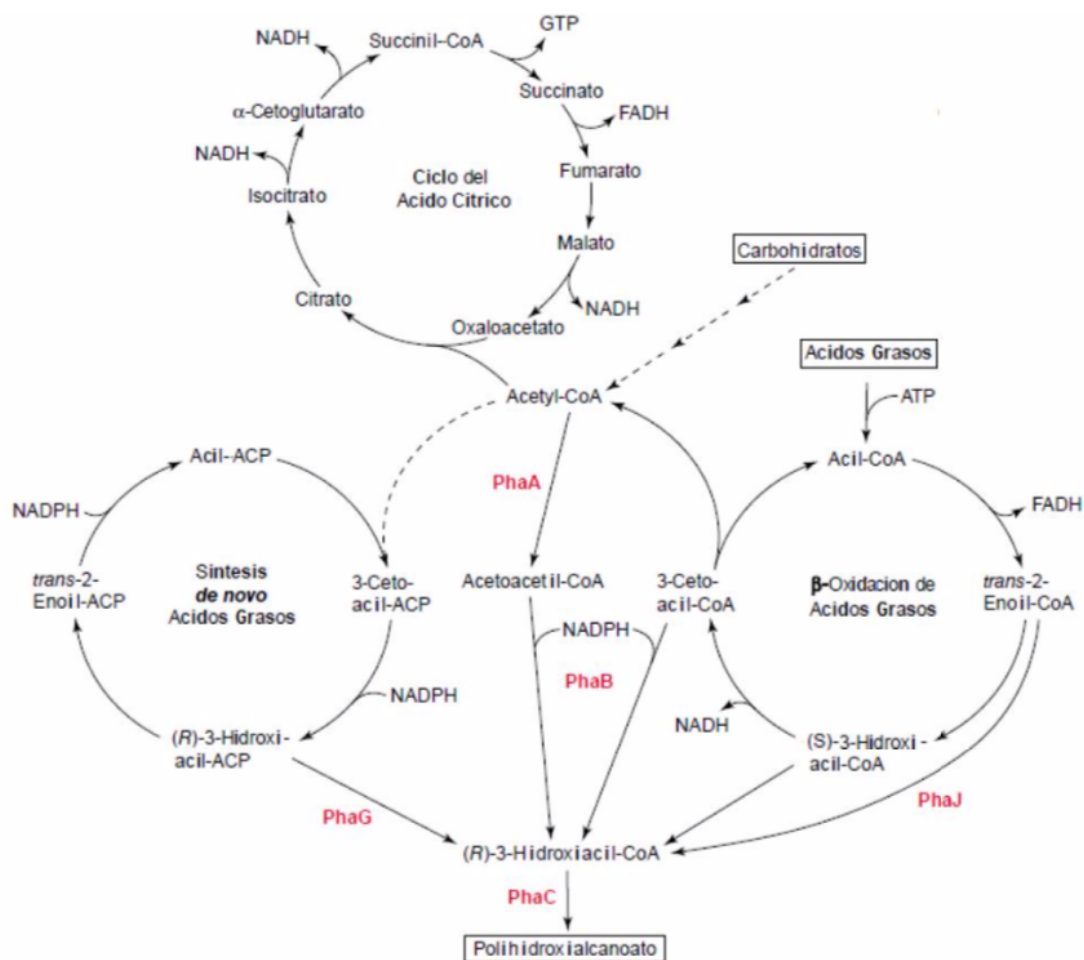 GTP
NADH
Succinil-CoA
Succinato
α-Cetoglutarato
FADH
NADH
Ciclo del
Acido Citrico
Fumarato
Isocitrato
Malato
Carbohidratos
Citrato
NADH
Oxaloacetato
Acidos Grasos
Acetyl-CoA
ATP
Acil-ACP
Acil-CoA
PhaA
NADPH
FADH
trans-2-
Enoil-ACP
Sintesis
de novo
Acidos Grasos
3-Ceto-
acil-ACP
Acetoacetil-CoA
3-Ceto-
acil-CoA
β-Oxidacion de
Acidos Grasos
trans-2-
Enoil-CoA
NADPH
PhaB
NADPH
NADH
(R)-3-Hidroxi-
acil-ACP
(S)-3-Hidroxi-
acil-CoA
PhaJ
PhaG
(R)-3-Hidroxiacil-CoA
PhaC
Polihidroxialcanoato